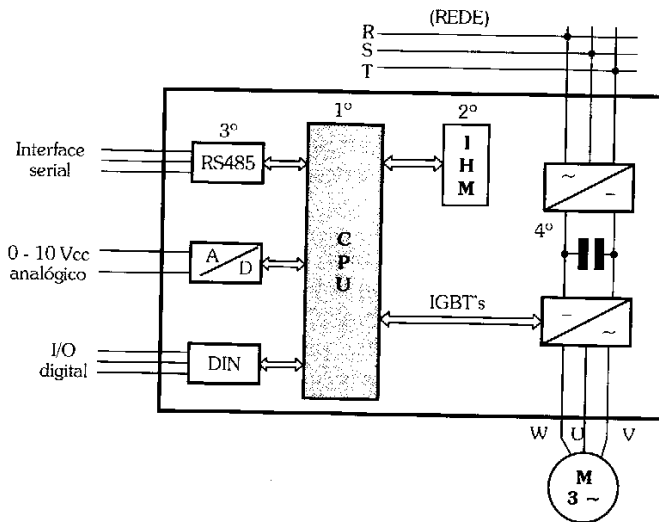 (REDE)
R
S
T
1º
2º
3º
Interface
serial
RS485
I
H
M
~
–
4º
0 - 10 Vcc
analógico
A
D
C
P
U
IGBT's
–
~
I/O
digital
DIN
W U V
M
3 ~